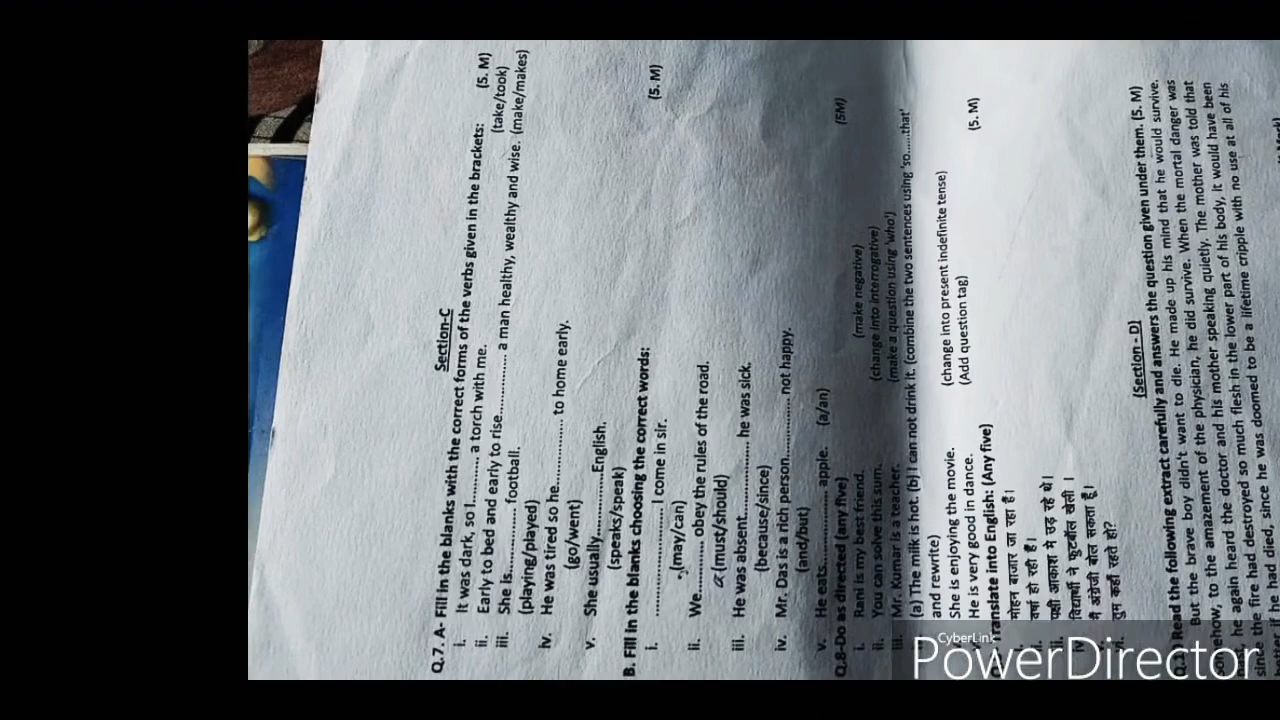 Section-C
Q.7. A- Fill in the blanks with the correct forms of the verbs given in the brackets: (5. M)
i. It was dark, so I.......... a torch with me. (take/took)
ii. Early to bed and early to rise.............. a man healthy, wealthy and wise. (make/makes)
iii. She is.............. football.
(playing/played)
iv. He was tired so he.............. to home early.
(go/went)
v. She usually..............English.
(speaks/speak)
B. Fill in the blanks choosing the correct words: (5. M)
i. ...................... I come in sir.
(may/can)
ii. We.......... obey the rules of the road.
(must/should)
iii. He was absent.............. he was sick.
(because/since)
iv. Mr. Das is a rich person.............. not happy.
(and/but)
v. He eats.............. apple. (a/an)
Q.8-Do as directed (any five) (5M)
i. Rani is my best friend. (make negative)
ii. You can solve this sum. (change into interrogative)
iii. Mr. Kumar is a teacher. (make a question using 'who')
(a) The milk is hot. (b) I can not drink it. (combine the two sentences using 'so......that'
and rewrite)
She is enjoying the movie. (change into present indefinite tense)
He is very good in dance. (Add question tag)
Translate into English: (Any five) (5. M)
मोहन बाजार जा रहा है।
वर्षा हो रही है।
पक्षी आकाश मे उड़ रहे थे।
विद्यार्थी ने फुटबॉल खेली ।
मै अंग्रेजी बोल सकता हूँ।
तुम कहाँ रहते हो?
(Section - D)
Read the following extract carefully and answers the question given under them. (5. M)
But the brave boy didn't want to die. He made up his mind that he would survive.
to the amazement of the physician, he did survive. When the mortal danger was
he again heard the doctor and his mother speaking quietly. The mother was told that
since the fire had destroyed so much flesh in the lower part of his body, it would have been
if he had died, since he was doomed to be a lifetime cripple with no use at all of his
CyberLink
PowerDirector